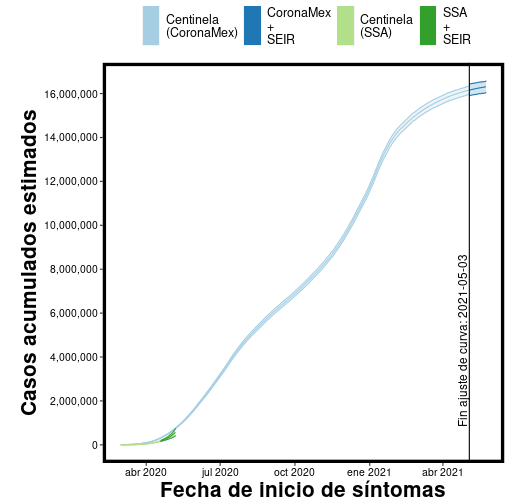 Centinela
(CoronaMex)
CoronaMex
+
SEIR
Centinela
(SSA)
SSA
+
SEIR
Casos acumulados estimados
16,000,000
14,000,000
12,000,000
10,000,000
8,000,000
6,000,000
4,000,000
2,000,000
0
Fin ajuste de curva: 2021-05-03
abr 2020
jul 2020
oct 2020
ene 2021
abr 2021
Fecha de inicio de síntomas